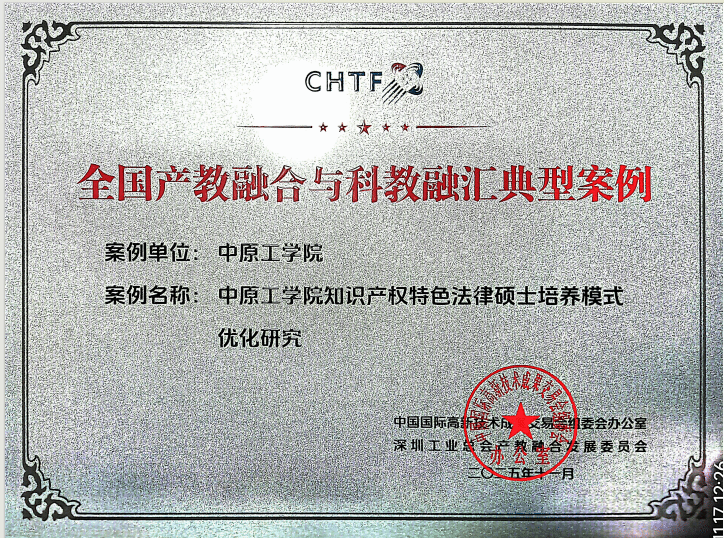 CHTF
全国产教融合与科教融汇典型案例
案例单位： 中原工学院
案例名称： 中原工学院知识产权特色法律硕士培养模式
优化研究
中国国际高新技术成果交易会组委会办公室
深圳工业总会产教融合发展委员会
二〇二五年十一月
办公室